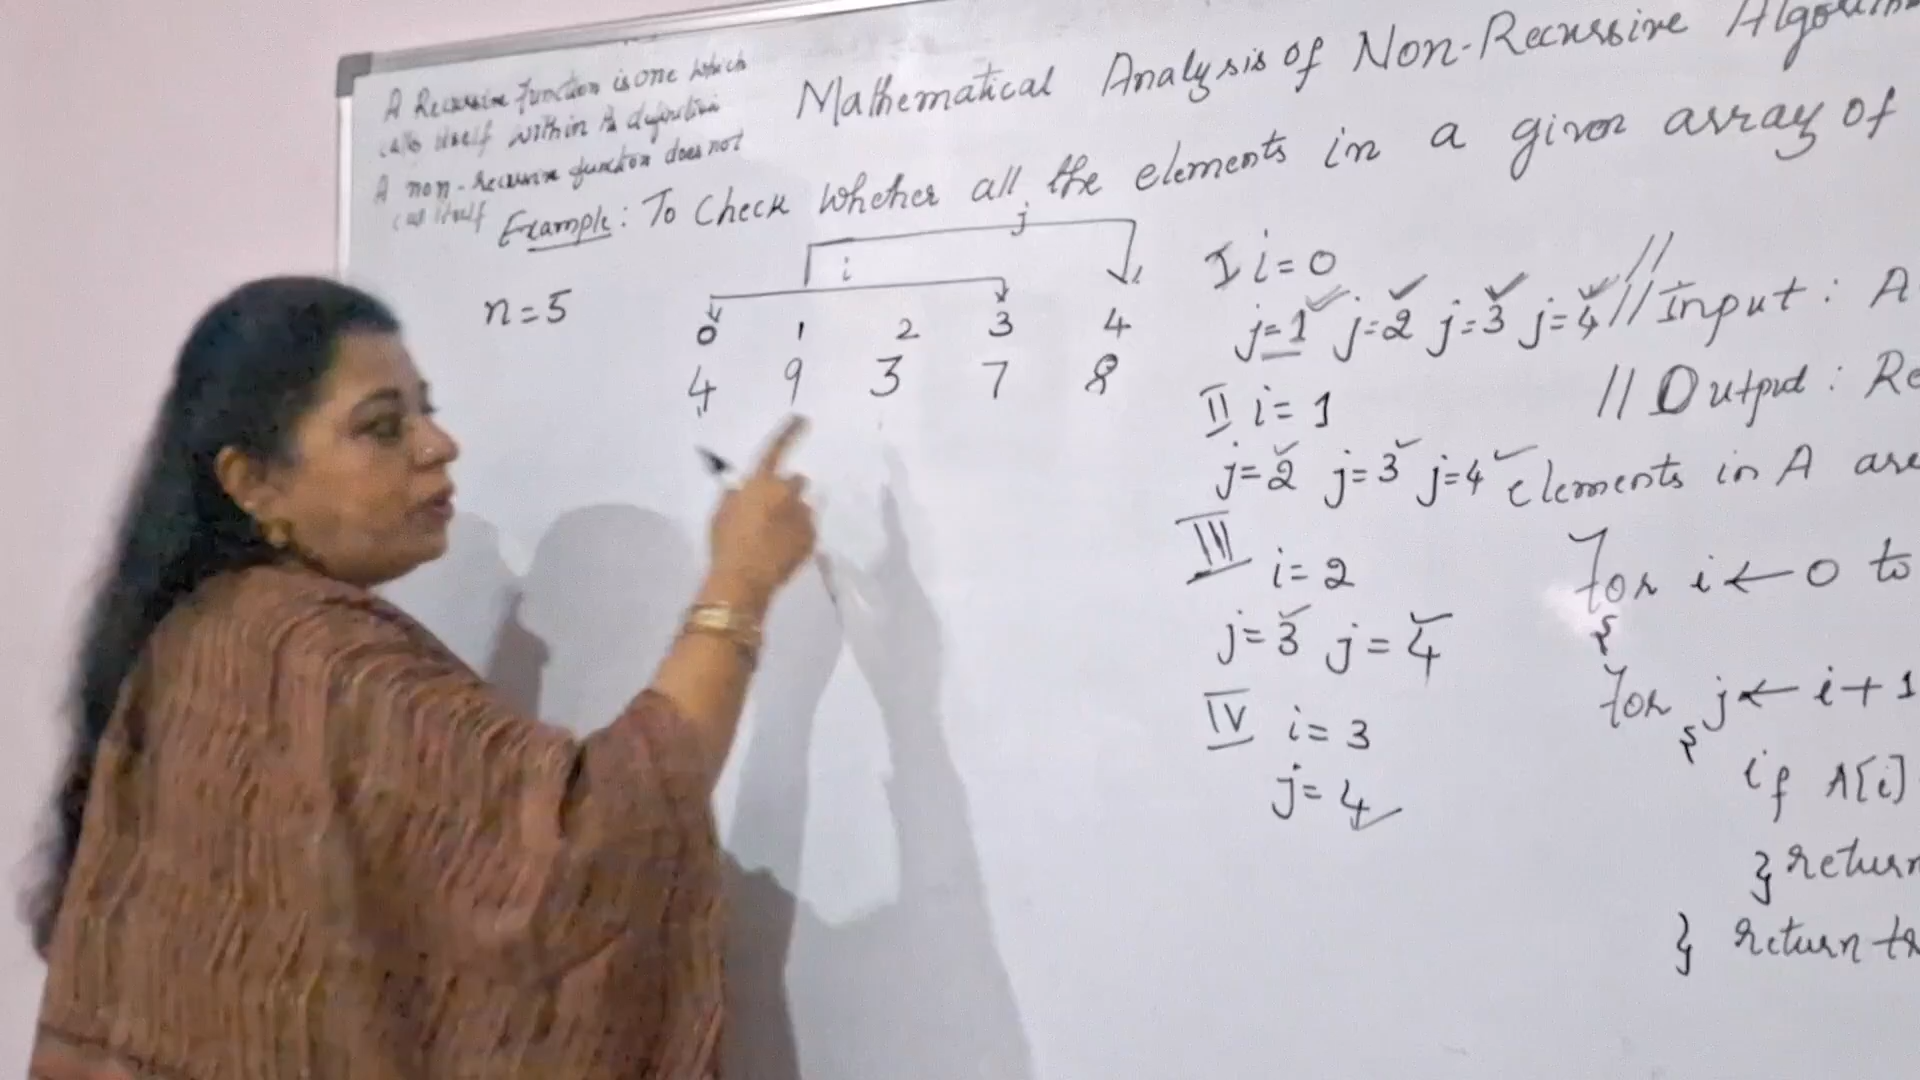 A Recursive function is one which
calls itself within its definition
A non-recursive function does not
call itself
Mathematical Analysis of Non-Recursive
Example: To Check Whether all the elements in a given array of
n=5
j
i
0 1 2 3 4
4 9 3 7 8
I i=0
j=1 j=2 j=3 j=4
II i=1
j=2 j=3 j=4
III i=2
j=3 j=4
IV i=3
j=4
//
// Input: A
// Output: Re
elements in A are
For i←0 to
{
for j←i+1
{
if A[i]
} return
} return tr